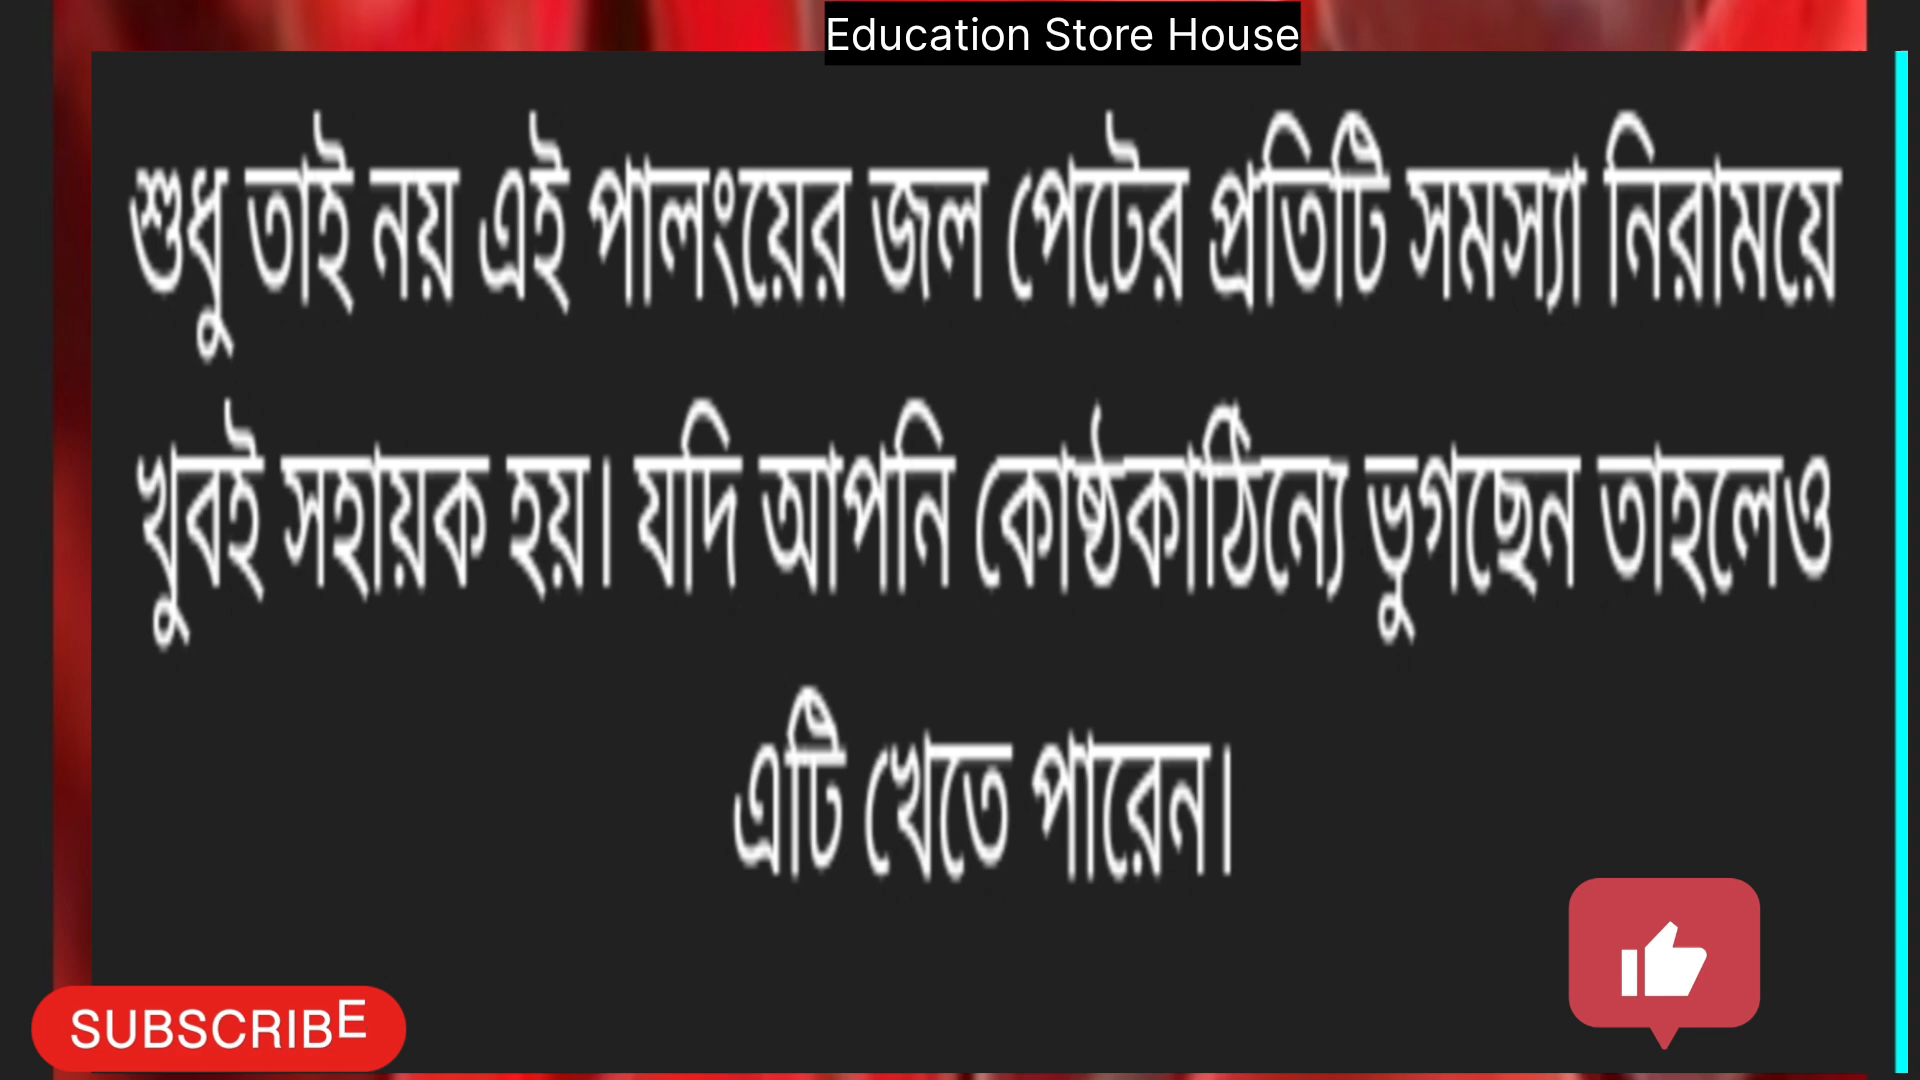 Education Store House
শুধু তাই নয় এই পালংয়ের জল পেটের প্রতিটি সমস্যা নিরাময়ে
খুবই সহায়ক হয়। যদি আপনি কোষ্ঠকাঠিন্যে ভুগছেন তাহলেও
এটি খেতে পারেন।
SUBSCRIBE